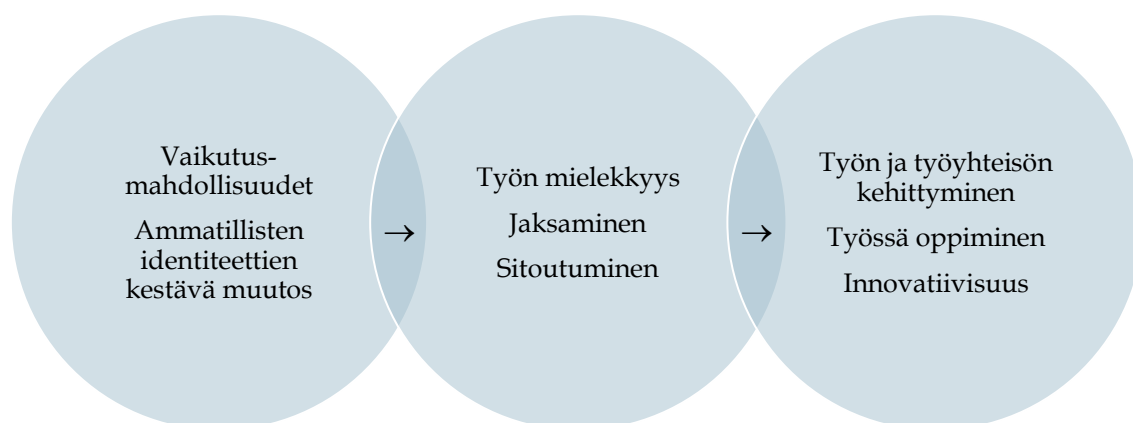 Vaikutus-
mahdollisuudet
Ammatillisten
identiteettien
kestävä muutos
→
Työn mielekkyys
Jaksaminen
Sitoutuminen
→
Työn ja työyhteisön
kehittyminen
Työssä oppiminen
Innovatiivisuus